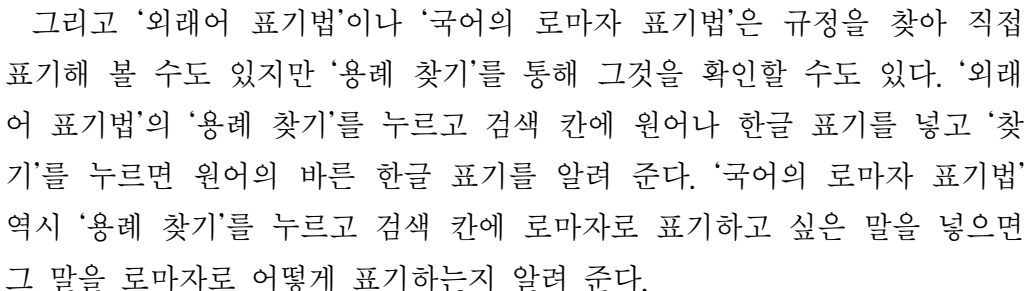 그리고 ‘외래어 표기법’이나 ‘국어의 로마자 표기법’은 규정을 찾아 직접
표기해 볼 수도 있지만 ‘용례 찾기’를 통해 그것을 확인할 수도 있다. ‘외래
어 표기법’의 ‘용례 찾기’를 누르고 검색 칸에 원어나 한글 표기를 넣고 ‘찾
기’를 누르면 원어의 바른 한글 표기를 알려 준다. ‘국어의 로마자 표기법’
역시 ‘용례 찾기’를 누르고 검색 칸에 로마자로 표기하고 싶은 말을 넣으면
그 말을 로마자로 어떻게 표기하는지 알려 준다.